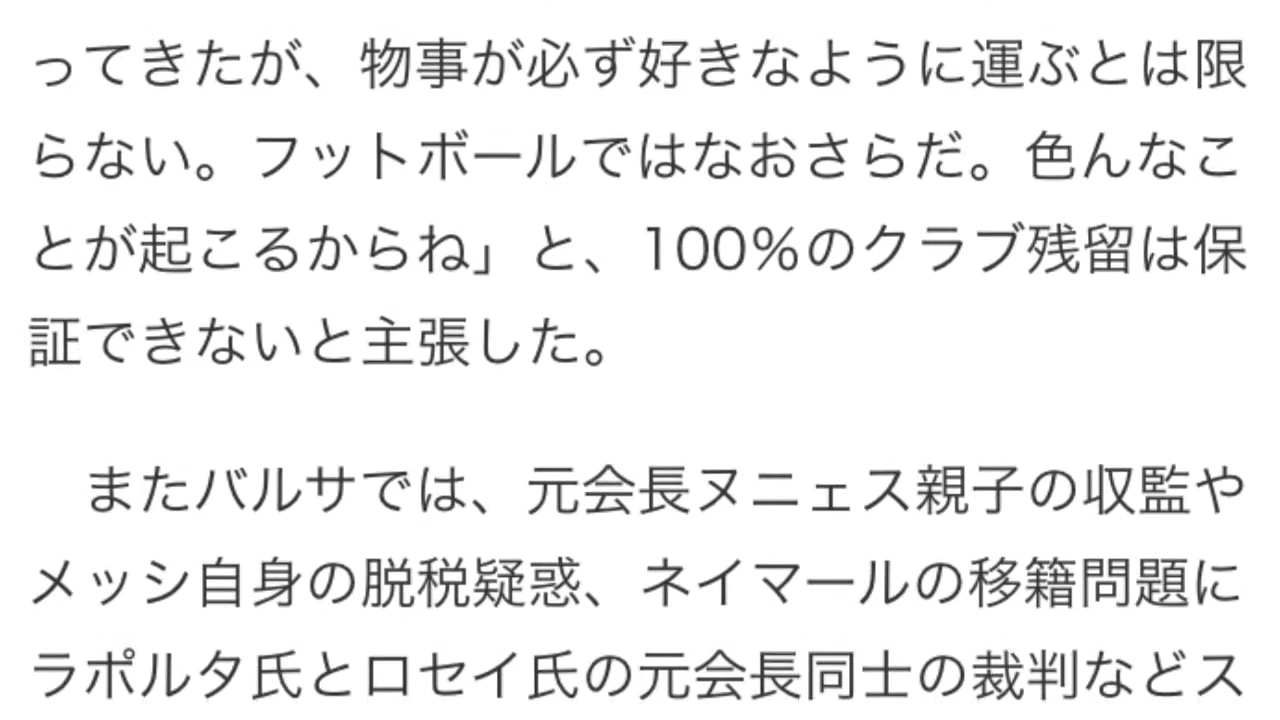 ってきたが、物事が必ず好きなように運ぶとは限
らない。フットボールではなおさらだ。色んなこ
とが起こるからね」と、100%のクラブ残留は保
証できないと主張した。
またバルサでは、元会長ヌニェス親子の収監や
メッシ自身の脱税疑惑、ネイマールの移籍問題に
ラポルタ氏とロセイ氏の元会長同士の裁判などス